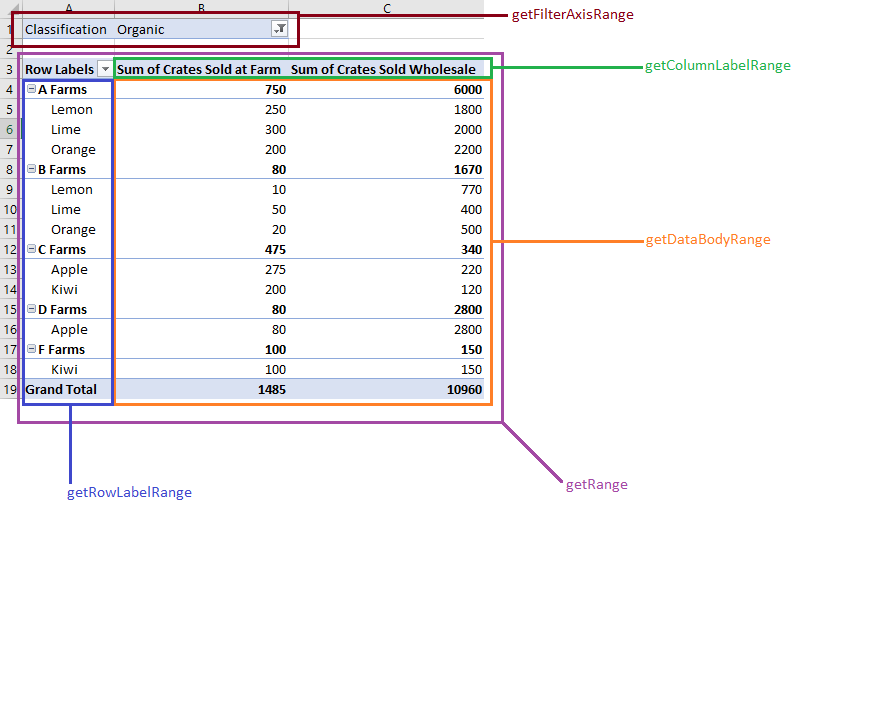 A B C
getFilterAxisRange
1 Classification Organic
2
3 Row Labels Sum of Crates Sold at Farm Sum of Crates Sold Wholesale
getColumnLabelRange
4 A Farms 750 6000
5 Lemon 250 1800
6 Lime 300 2000
7 Orange 200 2200
8 B Farms 80 1670
9 Lemon 10 770
10 Lime 50 400
11 Orange 20 500
getDataBodyRange
12 C Farms 475 340
13 Apple 275 220
14 Kiwi 200 120
15 D Farms 80 2800
16 Apple 80 2800
17 F Farms 100 150
18 Kiwi 100 150
19 Grand Total 1485 10960
getRange
getRowLabelRange